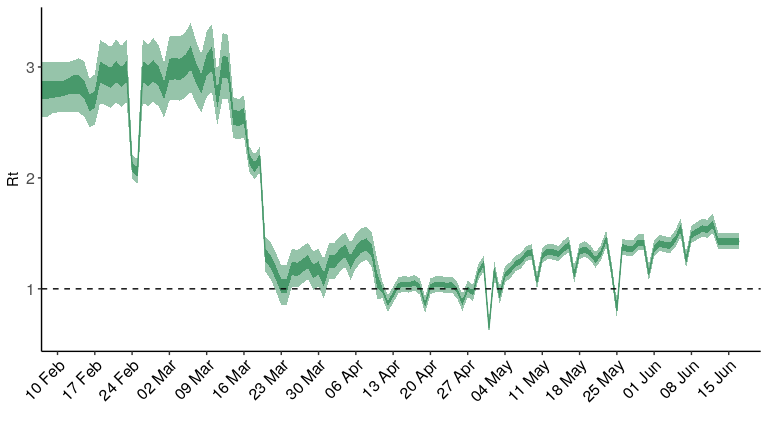 3
2
1
Rt
10 Feb
17 Feb
24 Feb
02 Mar
09 Mar
16 Mar
23 Mar
30 Mar
06 Apr
13 Apr
20 Apr
27 Apr
04 May
11 May
18 May
25 May
01 Jun
08 Jun
15 Jun